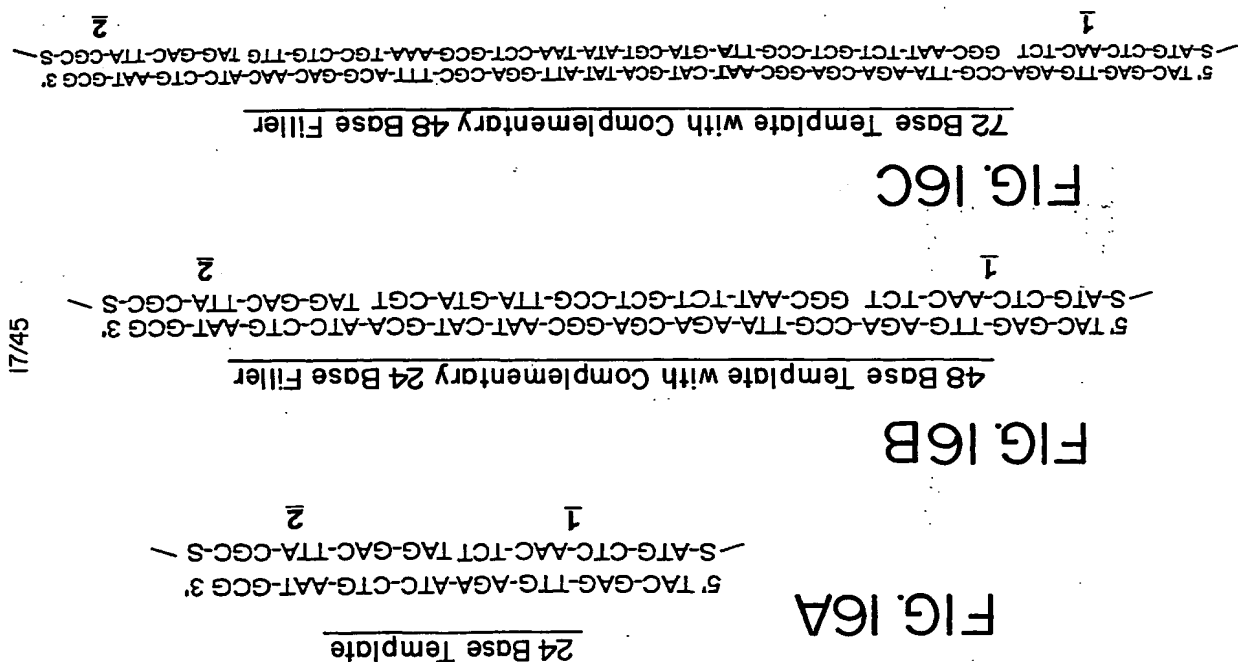 FIG. 16A
24 Base Template
5' TAC-GAG-TTG-AGA-ATC-CTG-AAT-GCG 3'
S-ATG-CTC-AAC-TCT TAG-GAC-TTA-CGC-S
1 2
FIG. 16B
48 Base Template with Complementary 24 Base Filler
5' TAC-GAG-TTG-AGA-CCG-TTA-AGA-CGA-GGC-AAT-CAT-GCA-ATC-CTG-AAT-GCG 3'
S-ATG-CTC-AAC-TCT GGC-AAT-TCT-GCT-CCG-TTA-GTA-CGT TAG-GAC-TTA-CGC-S
1 2
FIG. 16C
72 Base Template with Complementary 48 Base Filler
5' TAC-GAG-TTG-AGA-CCG-TTA-AGA-CGA-GGC-AAT-CAT-GCA-TAT-ATT-GGA-CGC-TTT-ACG-GAC-AAC-ATC-CTG-AAT-GCG 3'
S-ATG-CTC-AAC-TCT GGC-AAT-TCT-GCT-CCG-TTA-GTA-CGT-ATA-TAA-CCT-GCG-AAA-TGC-CTG-TTG TAG-GAC-TTA-CGC-S
1 2
17/45